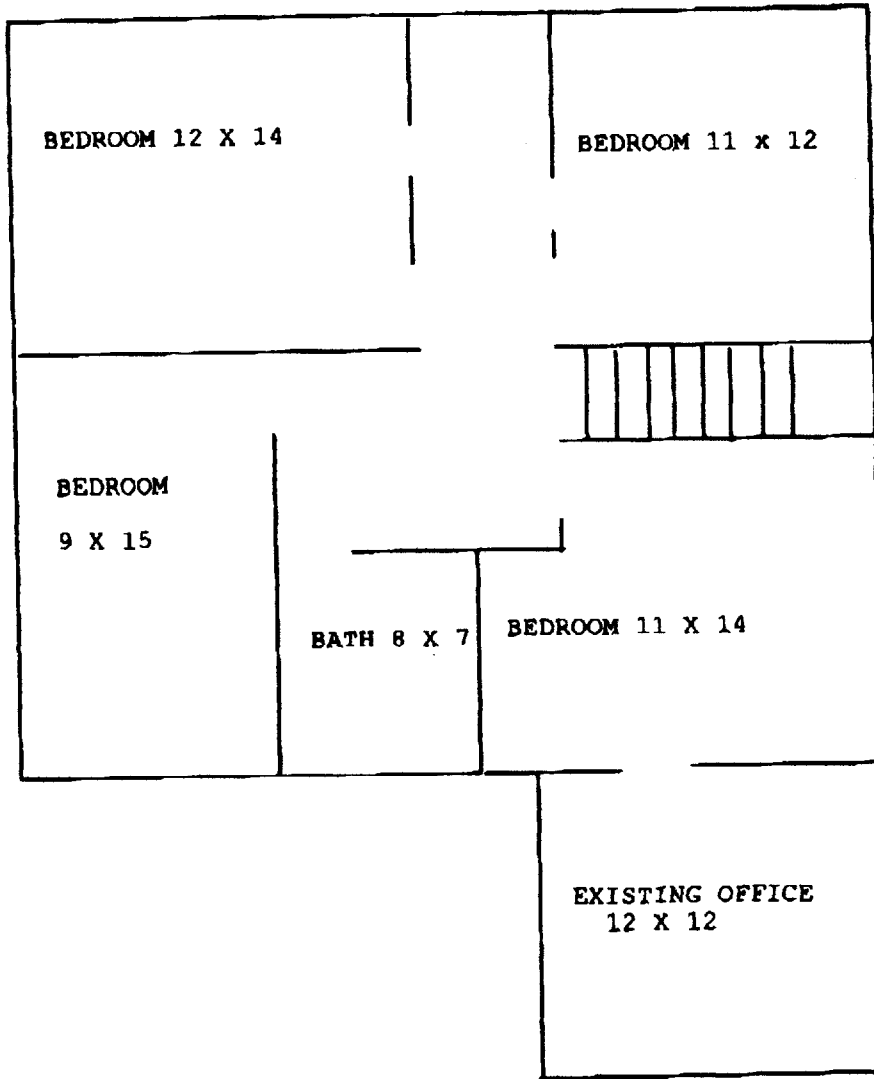 BEDROOM 12 X 14
BEDROOM 11 x 12
BEDROOM
9 X 15
BATH 8 X 7
BEDROOM 11 X 14
EXISTING OFFICE
12 X 12